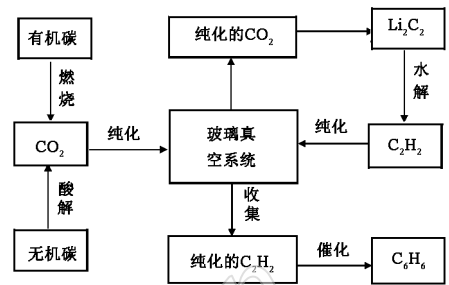 有机碳
纯化的CO₂
Li₂C₂
燃
烧
水
解
CO₂
纯化
玻璃真
空系统
纯化
C₂H₂
酸
解
收
集
无机碳
纯化的C₂H₂
催化
C₆H₆